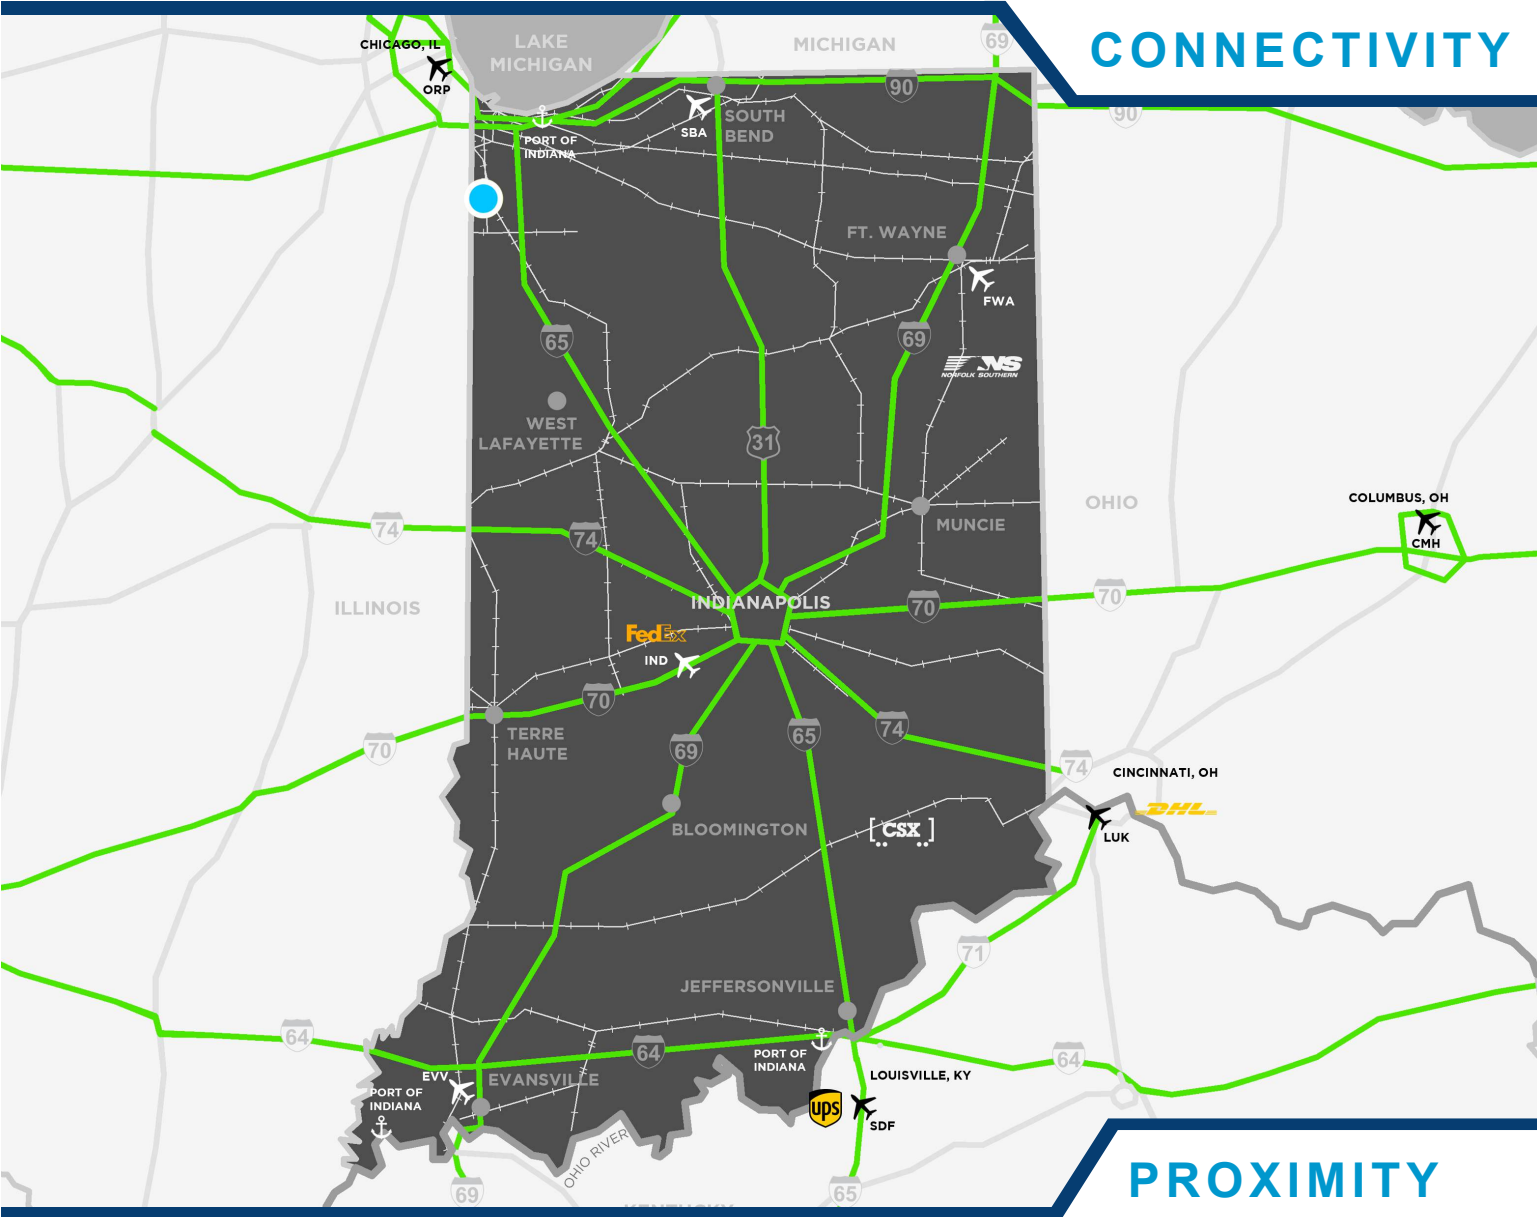 CONNECTIVITY
LAKE
MICHIGAN
MICHIGAN
69
CHICAGO, IL
ORP
90
90
SOUTH
BEND
SBA
PORT OF
INDIANA
FT. WAYNE
FWA
65
69
NS
NORFOLK SOUTHERN
WEST
LAFAYETTE
31
COLUMBUS, OH
CMH
OHIO
MUNCIE
74
74
ILLINOIS
INDIANAPOLIS
70
70
FedEx
IND
70
70
TERRE
HAUTE
69
65
74
74
CINCINNATI, OH
DHL
LUK
BLOOMINGTON
CSX
71
JEFFERSONVILLE
64
64
64
PORT OF
INDIANA
LOUISVILLE, KY
EVV
EVANSVILLE
PORT OF
INDIANA
ups
SDF
OHIO RIVER
69
65
KENTUCKY
PROXIMITY